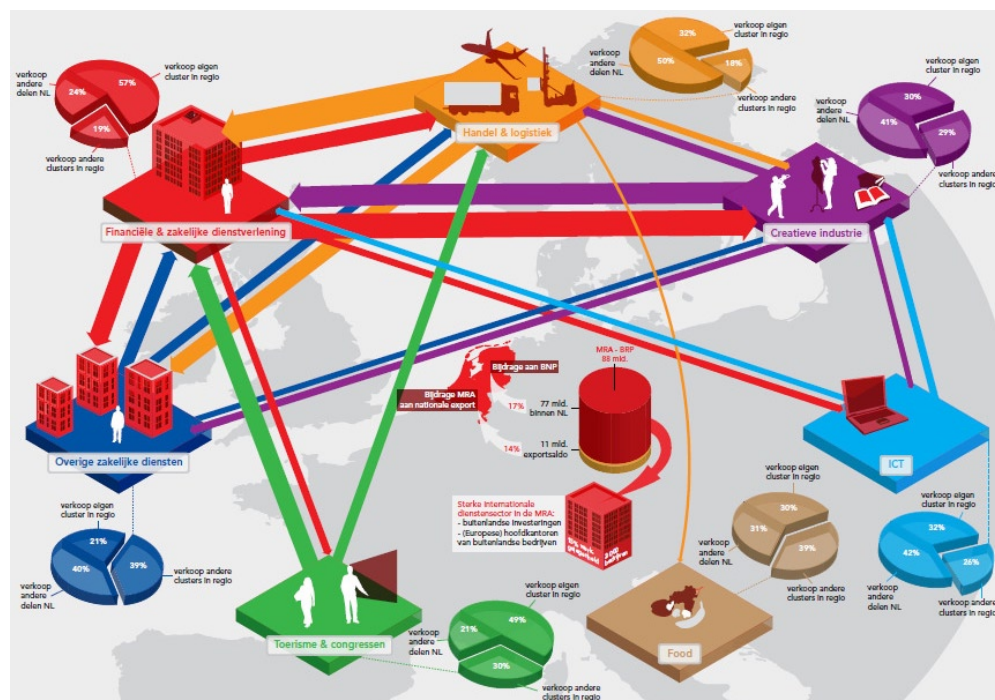 verkoop
andere
delen NL
32%
50%
18%
verkoop eigen
cluster in regio
verkoop andere
clusters in regio
24%
57%
19%
verkoop eigen
cluster in regio
verkoop
andere
delen NL
verkoop andere
clusters in regio
Handel & logistiek
verkoop eigen
cluster in regio
30%
41%
29%
verkoop
andere
delen NL
verkoop andere
clusters in regio
Financiële & zakelijke dienstverlening
Creatieve industrie
MRA - BRP
88 mld.
Bijdrage aan BNP
Bijdrage MRA
aan nationale export
17%
77 mld.
binnen NL
14%
11 mld.
exportsaldo
Overige zakelijke diensten
ICT
Sterke internationale
dienstensector in de MRA:
- buitenlandse investeringen
- (Europese) hoofdkantoren
van buitenlandse bedrijven
bedrijven
verkoop eigen
cluster in regio
21%
40%
39%
verkoop
andere
delen NL
verkoop andere
clusters in regio
verkoop eigen
cluster in regio
30%
31%
39%
verkoop
andere
delen NL
verkoop andere
clusters in regio
verkoop eigen
cluster in regio
32%
42%
26%
verkoop
andere
delen NL
verkoop andere
clusters in regio
Toerisme & congressen
verkoop eigen
cluster in regio
49%
21%
30%
verkoop
andere
delen NL
verkoop andere
clusters in regio
Food